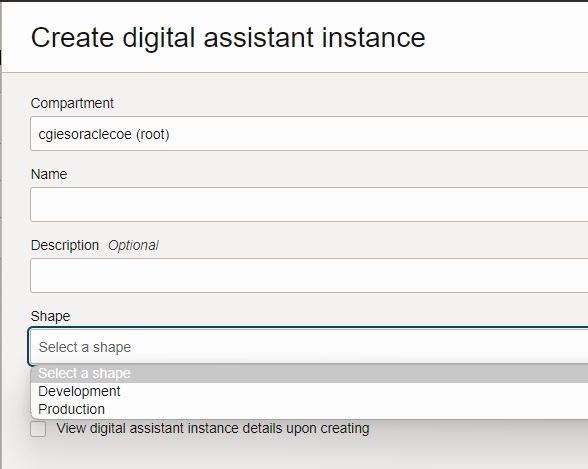 Create digital assistant instance
Compartment
cgiesoraclecoe (root)
Name
Description Optional
Shape
Select a shape
Select a shape
Development
Production
View digital assistant instance details upon creating